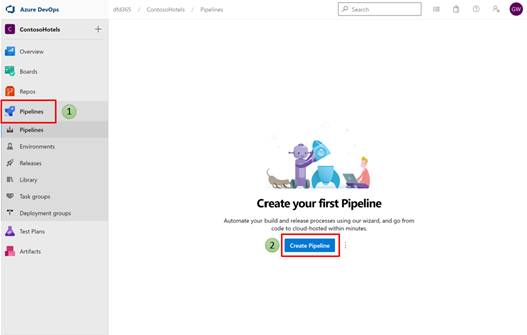 Azure DevOps
dfd365 / ContosoHotels / Pipelines
Search
GW
C ContosoHotels +
Overview
Boards
Repos
Pipelines
1
Pipelines
Environments
Releases
Library
Task groups
Deployment groups
Test Plans
Artifacts
Create your first Pipeline
Automate your build and release processes using our wizard, and go from
code to cloud-hosted within minutes.
2
Create Pipeline